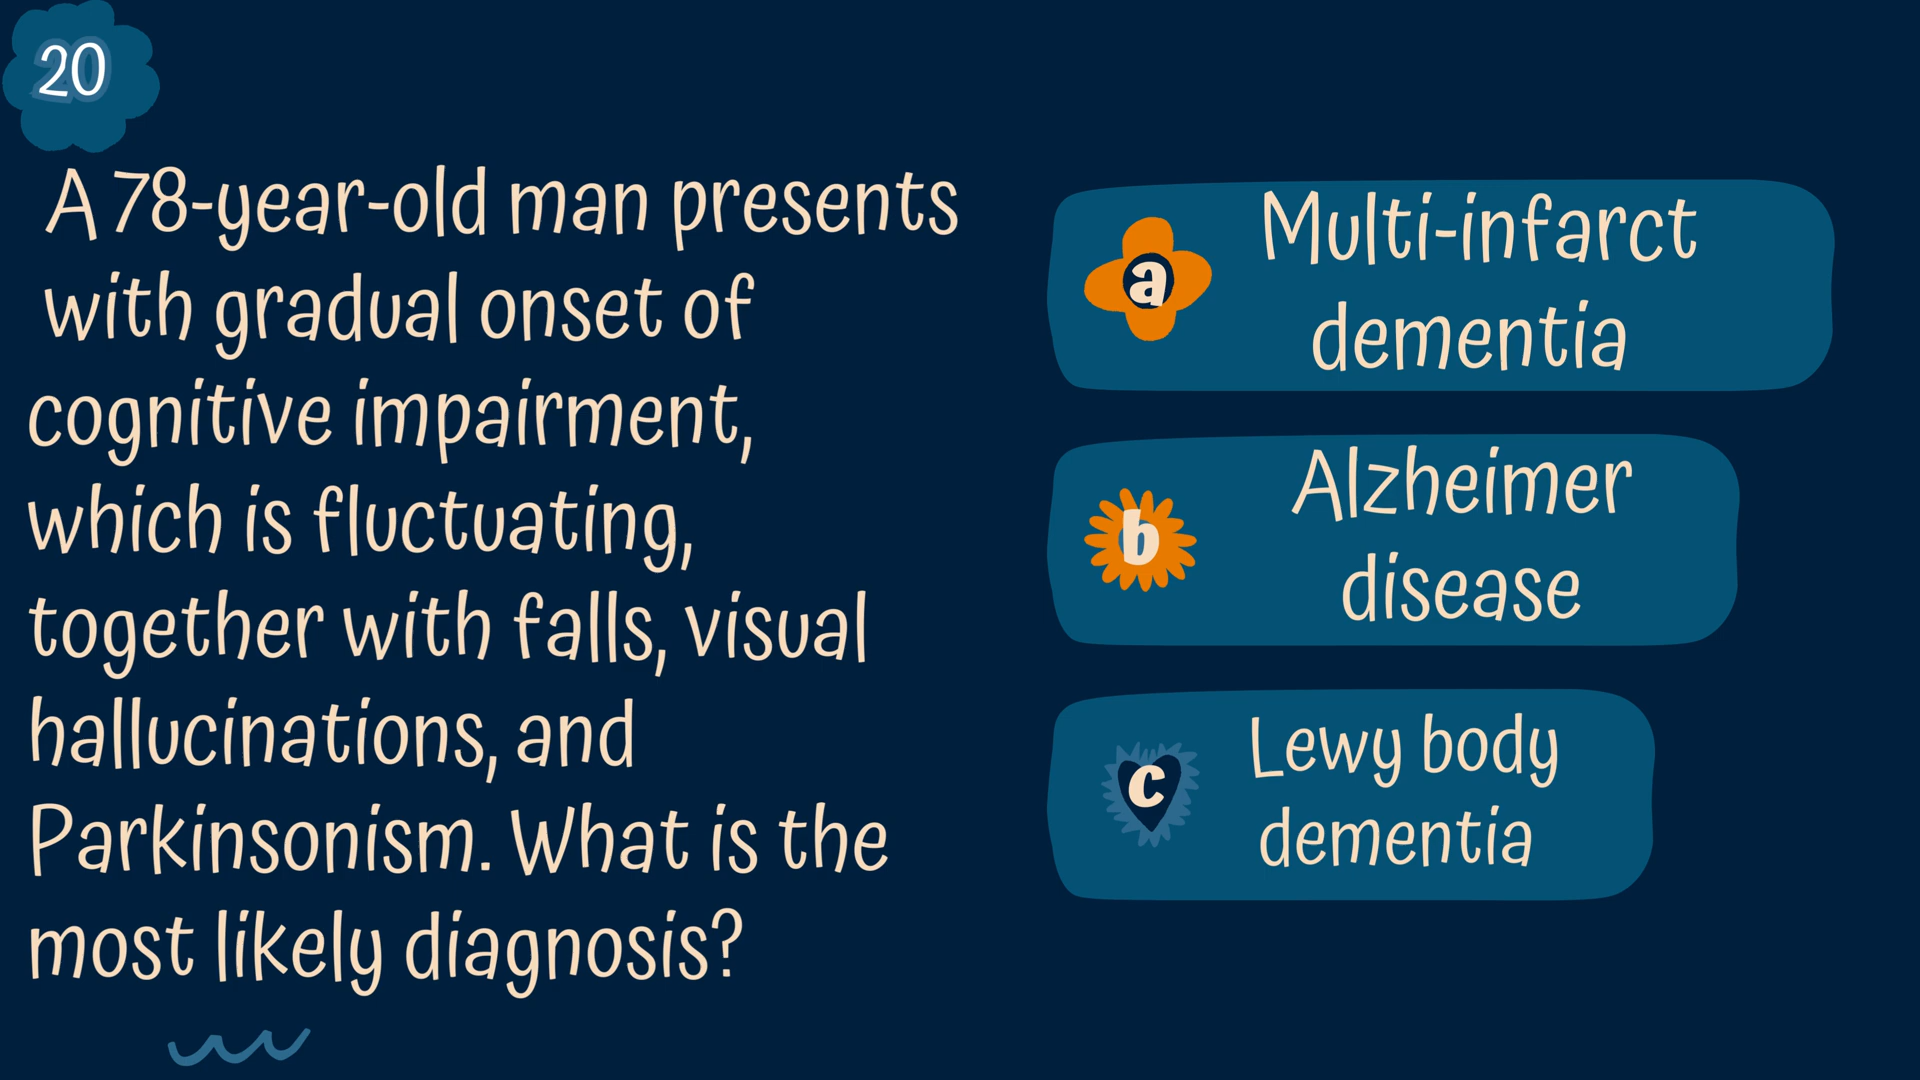 20
A 78-year-old man presents
with gradual onset of
cognitive impairment,
which is fluctuating,
together with falls, visual
hallucinations, and
Parkinsonism. What is the
most likely diagnosis?
a
Multi-infarct
dementia
b
Alzheimer
disease
c
Lewy body
dementia